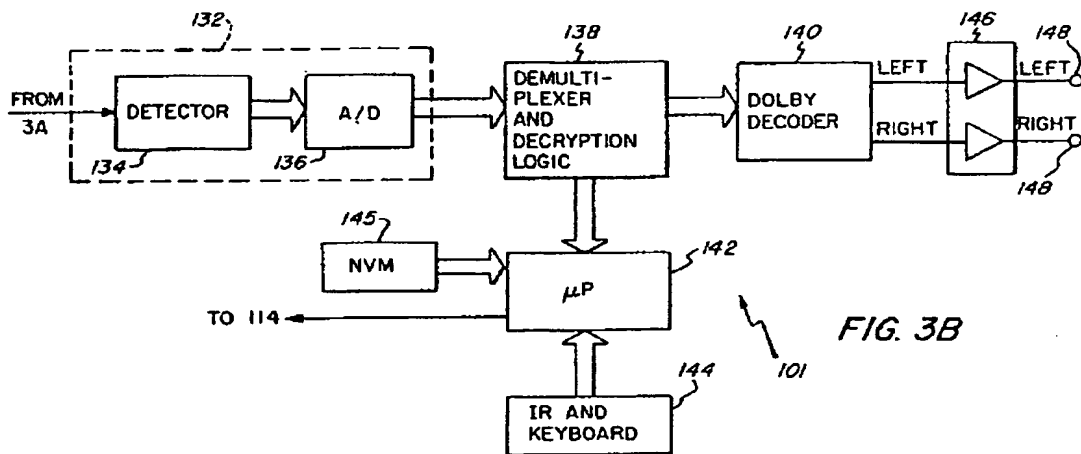 132
138
140
146
148
FROM
3A
DETECTOR
A/D
DEMULTI-
PLEXER
AND
DECRYPTION
LOGIC
DOLBY
DECODER
LEFT
LEFT
RIGHT
RIGHT
134
136
148
145
NVM
142
μP
TO 114
FIG. 3B
101
144
IR AND
KEYBOARD